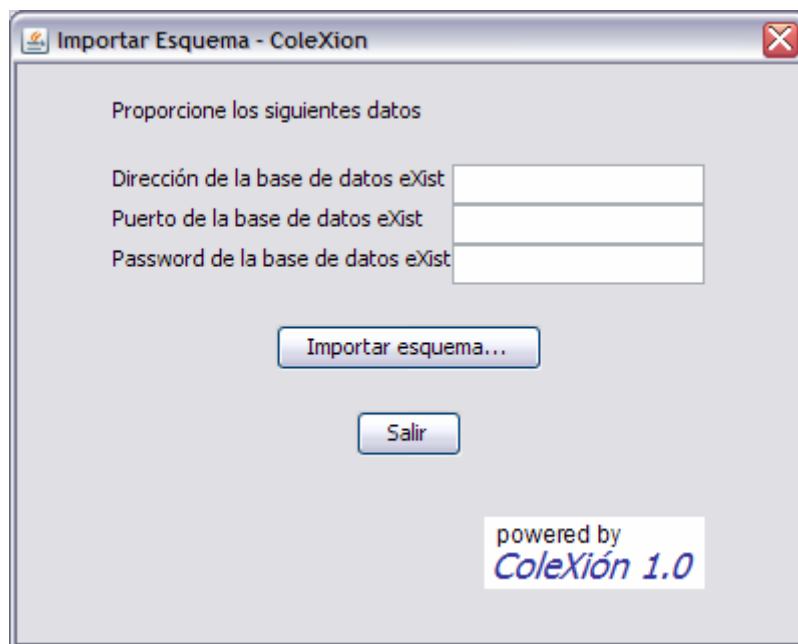 Importar Esquema - ColeXion
Proporcione los siguientes datos
Dirección de la base de datos eXist
Puerto de la base de datos eXist
Password de la base de datos eXist
Importar esquema...
Salir
powered by
ColeXión 1.0